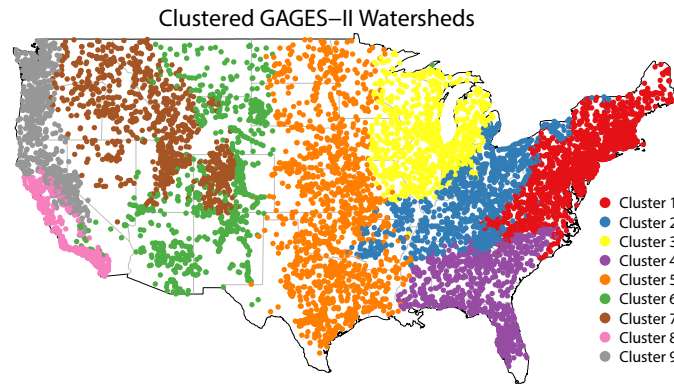 Clustered GAGES−II Watersheds
Cluster 1
Cluster 2
Cluster 3
Cluster 4
Cluster 5
Cluster 6
Cluster 7
Cluster 8
Cluster 9